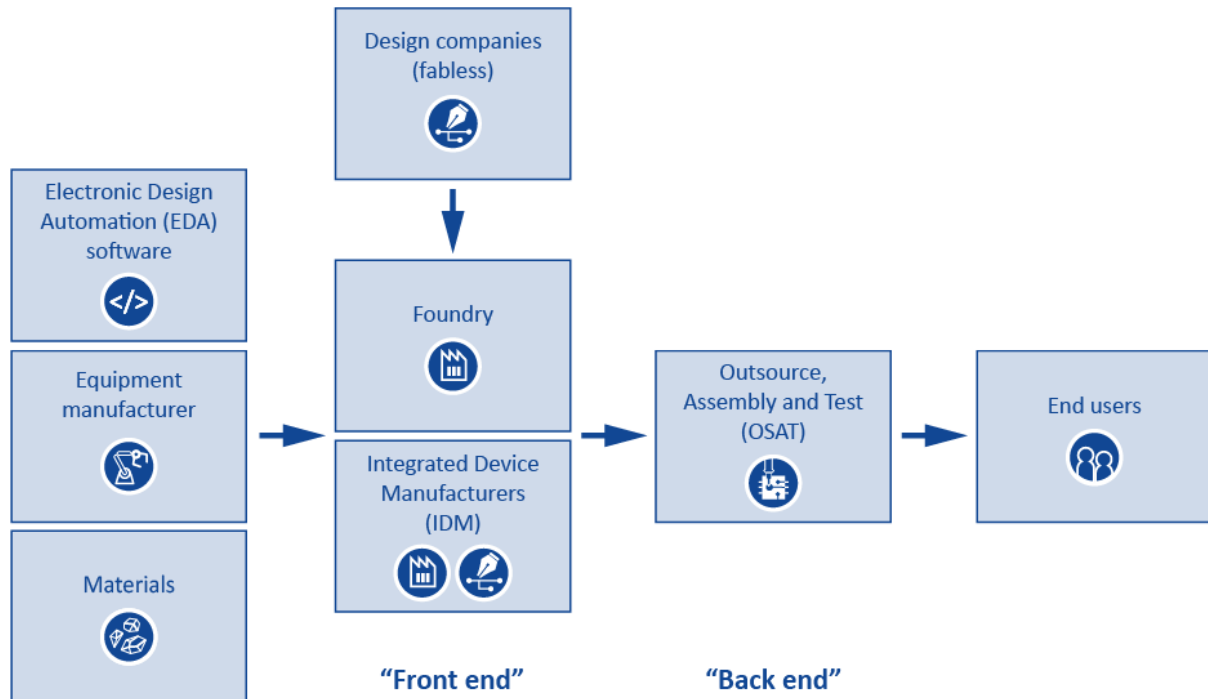 Design companies
(fabless)
Electronic Design
Automation (EDA)
software
</>
Foundry
Equipment
manufacturer
Outsource,
Assembly and Test
(OSAT)
End users
Integrated Device
Manufacturers
(IDM)
Materials
“Front end”
“Back end”